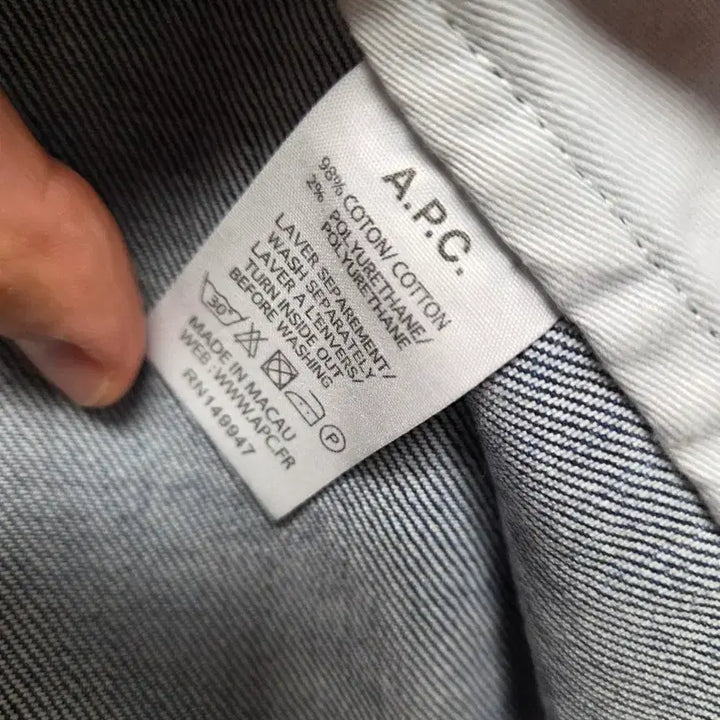 A.P.C.
98% COTON/ COTTON
2% POLYURETHANE/
POLYURETHANE
LAVER SEPAREMENT/
WASH SEPARATELY
LAVER A L'ENVERS/
TURN INSIDE OUT
BEFORE WASHING
30° P
MADE IN MACAU
WEB : WWW.APC.FR
RN149947